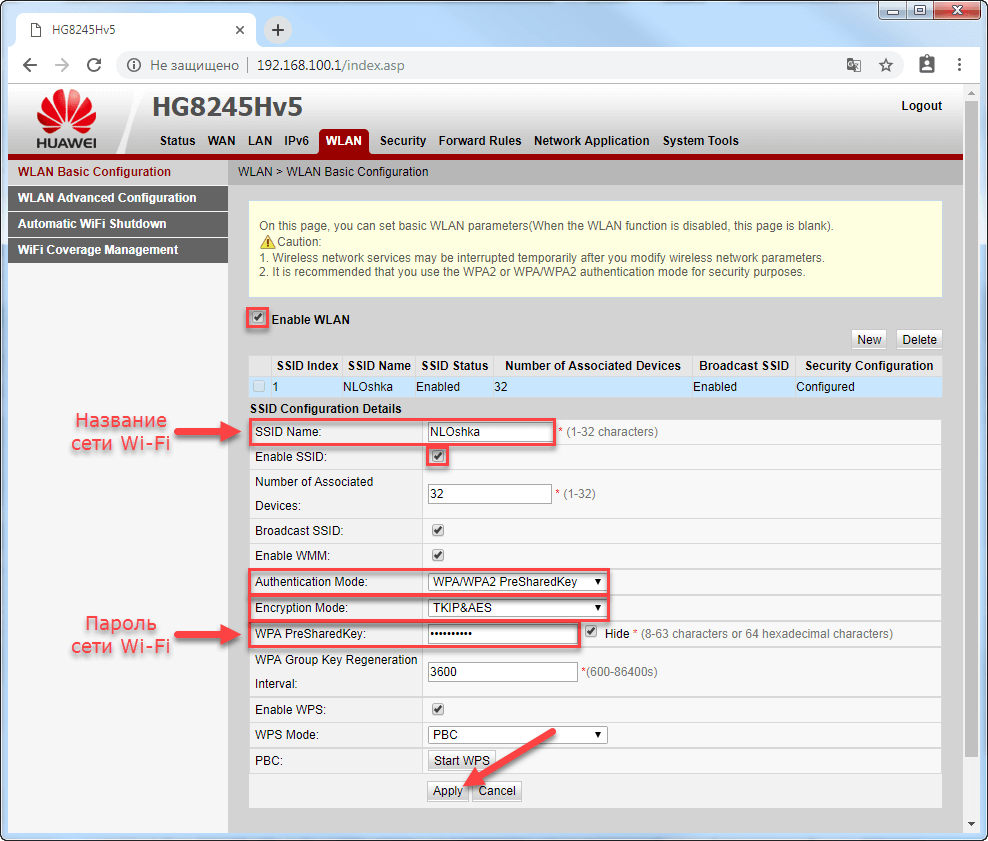 HG8245Hv5
Не защищено | 192.168.100.1/index.asp
HUAWEI
HG8245Hv5
Logout
Status WAN LAN IPv6 WLAN Security Forward Rules Network Application System Tools
WLAN Basic Configuration
WLAN > WLAN Basic Configuration
WLAN Advanced Configuration
Automatic WiFi Shutdown
WiFi Coverage Management
On this page, you can set basic WLAN parameters(When the WLAN function is disabled, this page is blank).
Caution:
1. Wireless network services may be interrupted temporarily after you modify wireless network parameters.
2. It is recommended that you use the WPA2 or WPA/WPA2 authentication mode for security purposes.
Enable WLAN
New Delete
SSID Index SSID Name SSID Status Number of Associated Devices Broadcast SSID Security Configuration
1 NLOshka Enabled 32 Enabled Configured
SSID Configuration Details
Название
сети Wi-Fi
SSID Name: NLOshka * (1-32 characters)
Enable SSID:
Number of Associated
Devices: 32 * (1-32)
Broadcast SSID:
Enable WMM:
Authentication Mode: WPA/WPA2 PreSharedKey
Encryption Mode: TKIP&AES
Пароль
сети Wi-Fi
WPA PreSharedKey: •••••••••• Hide * (8-63 characters or 64 hexadecimal characters)
WPA Group Key Regeneration
Interval: 3600 *(600-86400s)
Enable WPS:
WPS Mode: PBC
PBC: Start WPS
Apply Cancel